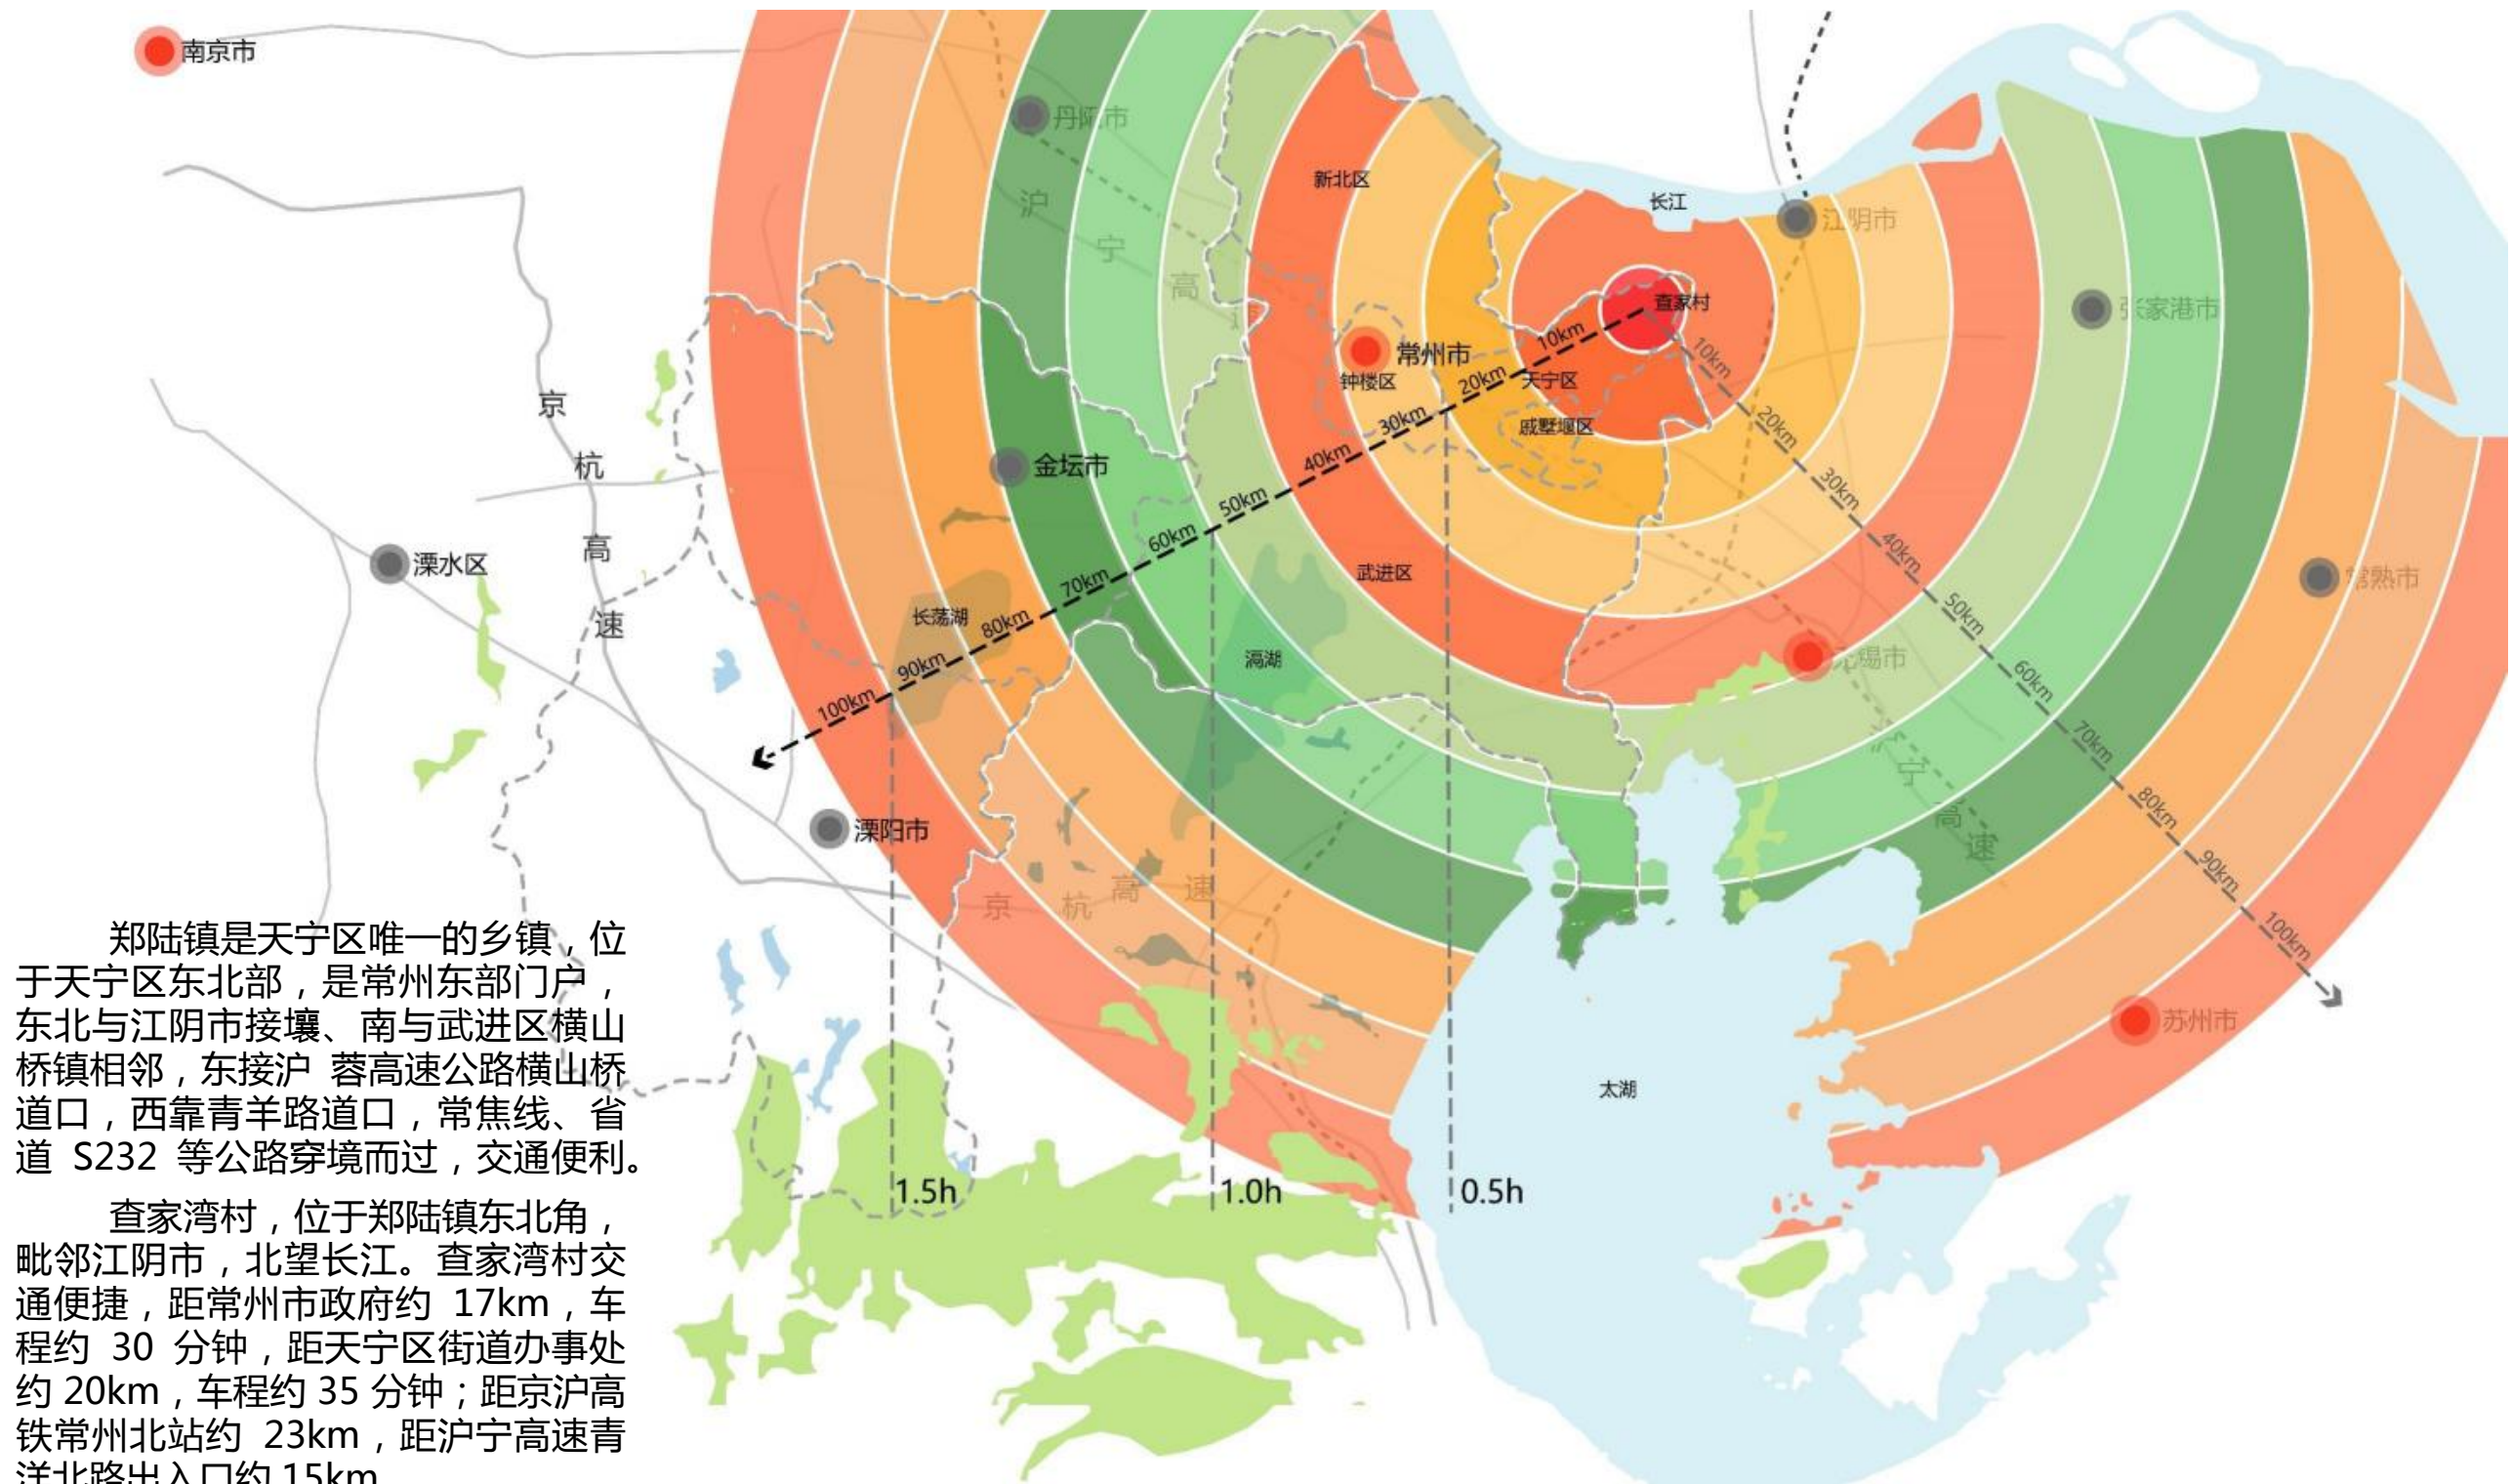 南京市
丹阳市
沪
宁
高
速
新北区
长江
江阴市
查家村
张家港市
常州市
钟楼区
天宁区
戚墅堰区
10km
20km
30km
40km
50km
60km
70km
80km
90km
100km
10km
20km
30km
40km
50km
60km
70km
80km
90km
100km
京
杭
高
速
金坛市
溧水区
长荡湖
滆湖
武进区
无锡市
常熟市
沪
宁
高
速
溧阳市
京
杭
高
速
苏州市
太湖
1.5h
1.0h
0.5h
郑陆镇是天宁区唯一的乡镇，位
于天宁区东北部，是常州东部门户，
东北与江阴市接壤、南与武进区横山
桥镇相邻，东接沪 蓉高速公路横山桥
道口，西靠青羊路道口，常焦线、省
道 S232 等公路穿境而过，交通便利。
查家湾村，位于郑陆镇东北角，
毗邻江阴市，北望长江。查家湾村交
通便捷，距常州市政府约 17km，车
程约 30 分钟，距天宁区街道办事处
约 20km，车程约 35 分钟；距京沪高
铁常州北站约 23km，距沪宁高速青
洋北路出入口约 15km